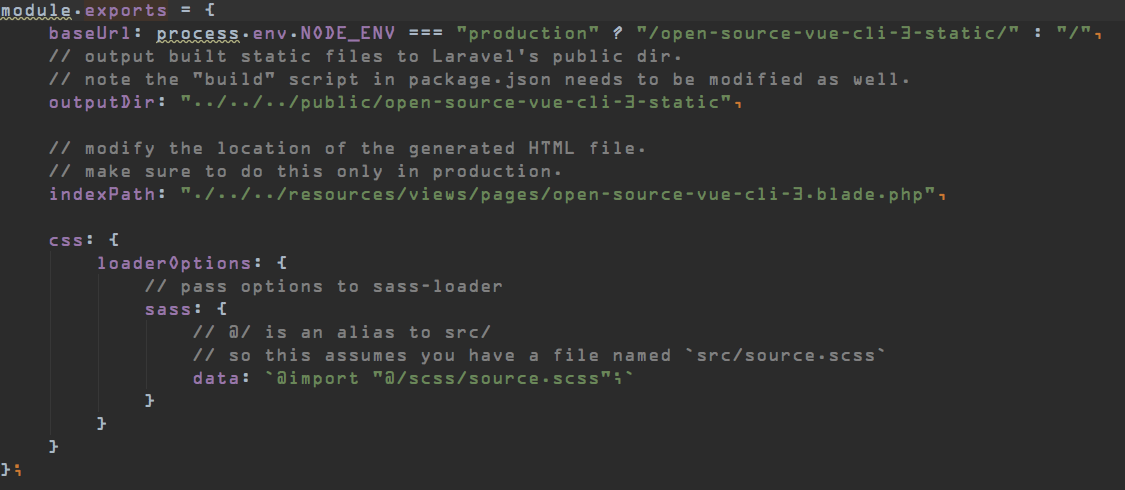 module.exports = {
    baseUrl: process.env.NODE_ENV === "production" ? "/open-source-vue-cli-3-static/" : "/",
    // output built static files to Laravel's public dir.
    // note the "build" script in package.json needs to be modified as well.
    outputDir: "../../../public/open-source-vue-cli-3-static",

    // modify the location of the generated HTML file.
    // make sure to do this only in production.
    indexPath: "./../../resources/views/pages/open-source-vue-cli-3.blade.php",

    css: {
        loaderOptions: {
            // pass options to sass-loader
            sass: {
                // @/ is an alias to src/
                // so this assumes you have a file named `src/source.scss`
                data: `@import "@/scss/source.scss";`
            }
        }
    }
};